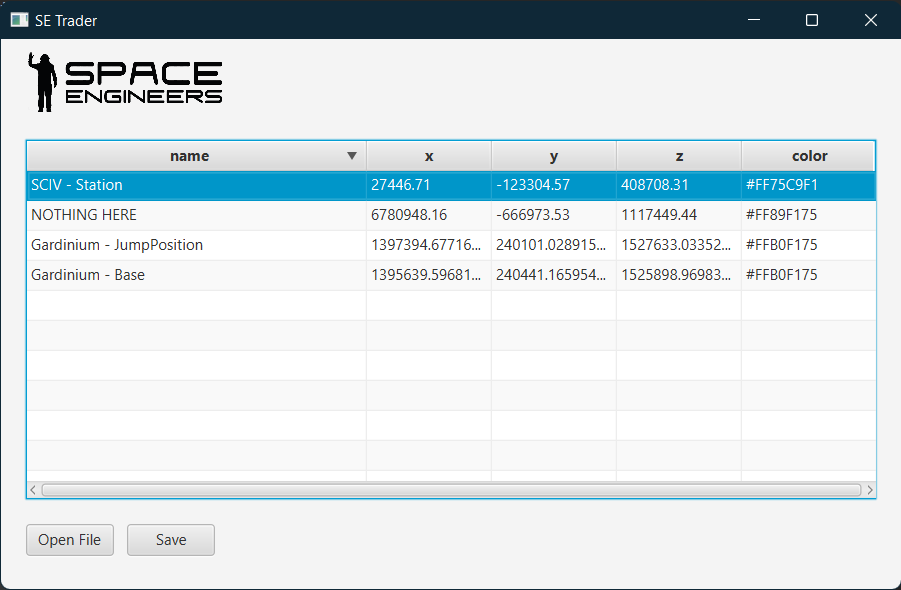 SE Trader
SPACE
ENGINEERS
name x y z color
SCIV - Station 27446.71 -123304.57 408708.31 #FF75C9F1
NOTHING HERE 6780948.16 -666973.53 1117449.44 #FF89F175
Gardinium - JumpPosition 1397394.67716... 240101.028915... 1527633.03352... #FFB0F175
Gardinium - Base 1395639.59681... 240441.165954... 1525898.96983... #FFB0F175
Open File Save